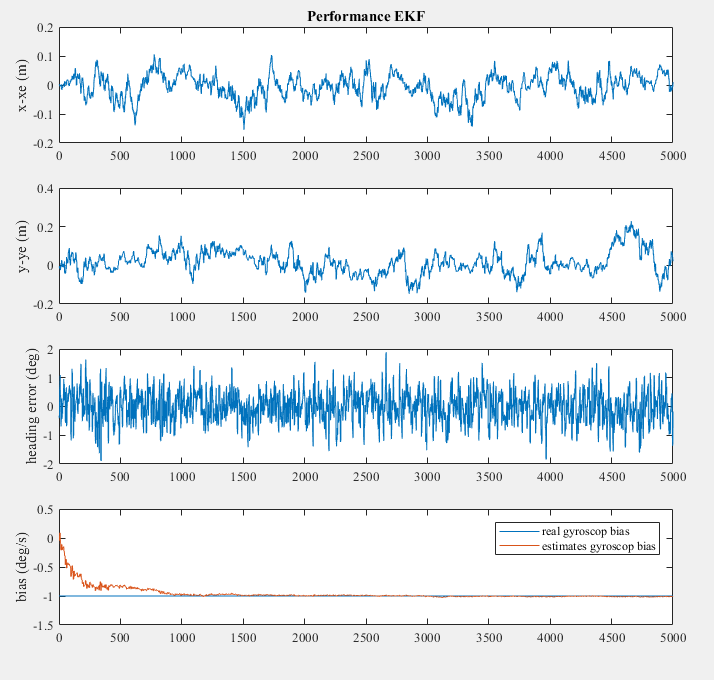 Performance EKF
0.2
0.1
0
-0.1
-0.2
x-xe (m)
0 500 1000 1500 2000 2500 3000 3500 4000 4500 5000
0.4
0.2
0
-0.2
y-ye (m)
0 500 1000 1500 2000 2500 3000 3500 4000 4500 5000
2
1
0
-1
-2
heading error (deg)
0 500 1000 1500 2000 2500 3000 3500 4000 4500 5000
0.5
0
-0.5
-1
-1.5
bias (deg/s)
real gyroscop bias
estimates gyroscop bias
0 500 1000 1500 2000 2500 3000 3500 4000 4500 5000